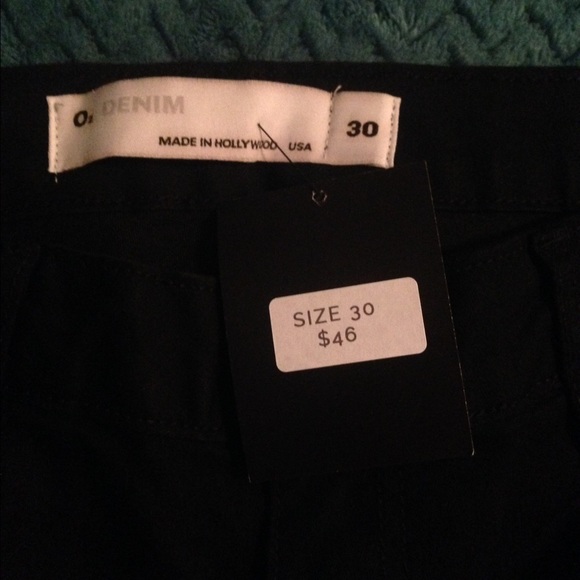 DENIM
MADE IN HOLLYWOOD, USA
30
SIZE 30
$46